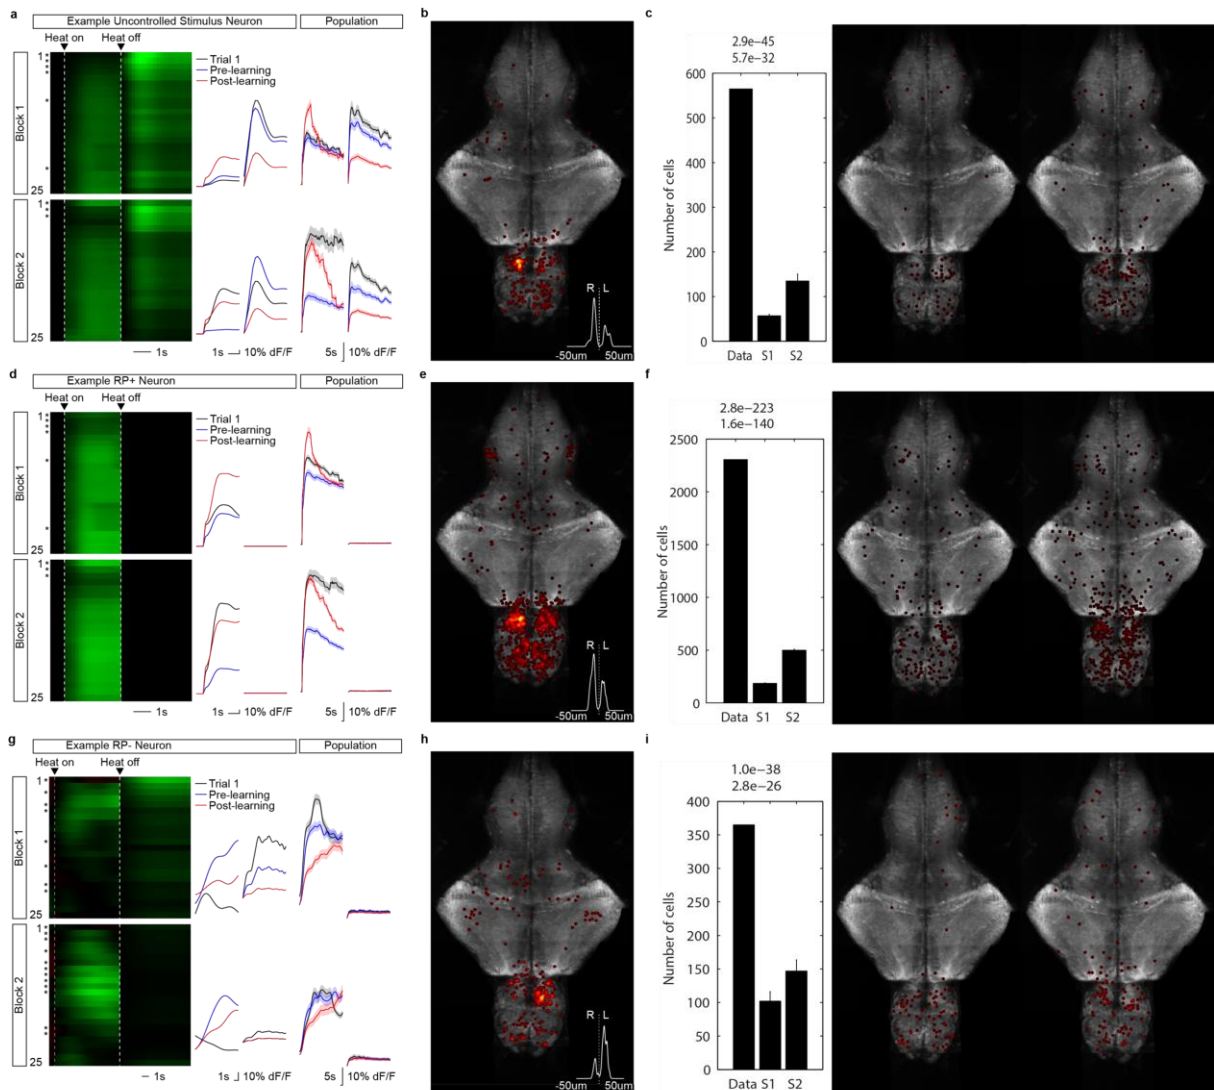 a
Example Uncontrolled Stimulus Neuron
Population
Heat on
Heat off
Block 1
1
25
Trial 1
Pre-learning
Post-learning
Block 2
1
25
1s
1s
10% dF/F
5s
10% dF/F
b
R
L
-50um
50um
c
2.9e−45
5.7e−32
Number of cells
600
500
400
300
200
100
0
Data
S1
S2
d
Example RP+ Neuron
Population
Heat on
Heat off
Block 1
1
25
Trial 1
Pre-learning
Post-learning
Block 2
1
25
1s
1s
10% dF/F
5s
10% dF/F
e
R
L
-50um
50um
f
2.8e−223
1.6e−140
Number of cells
2500
2000
1500
1000
500
0
Data
S1
S2
g
Example RP- Neuron
Population
Heat on
Heat off
Block 1
1
25
Trial 1
Pre-learning
Post-learning
Block 2
1
25
1s
1s
10% dF/F
5s
10% dF/F
h
R
L
-50um
50um
i
1.0e−38
2.8e−26
Number of cells
400
350
300
250
200
150
100
50
0
Data
S1
S2